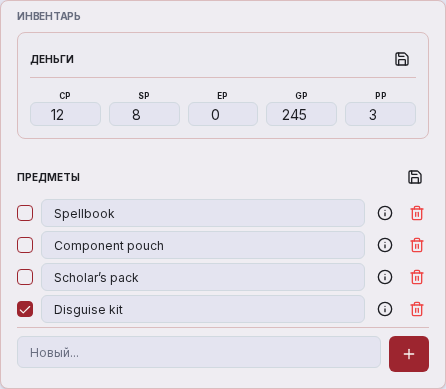 ИНВЕНТАРЬ
ДЕНЬГИ
CP SP EP GP PP
12 8 0 245 3
ПРЕДМЕТЫ
Spellbook
Component pouch
Scholar’s pack
Disguise kit
Новый...